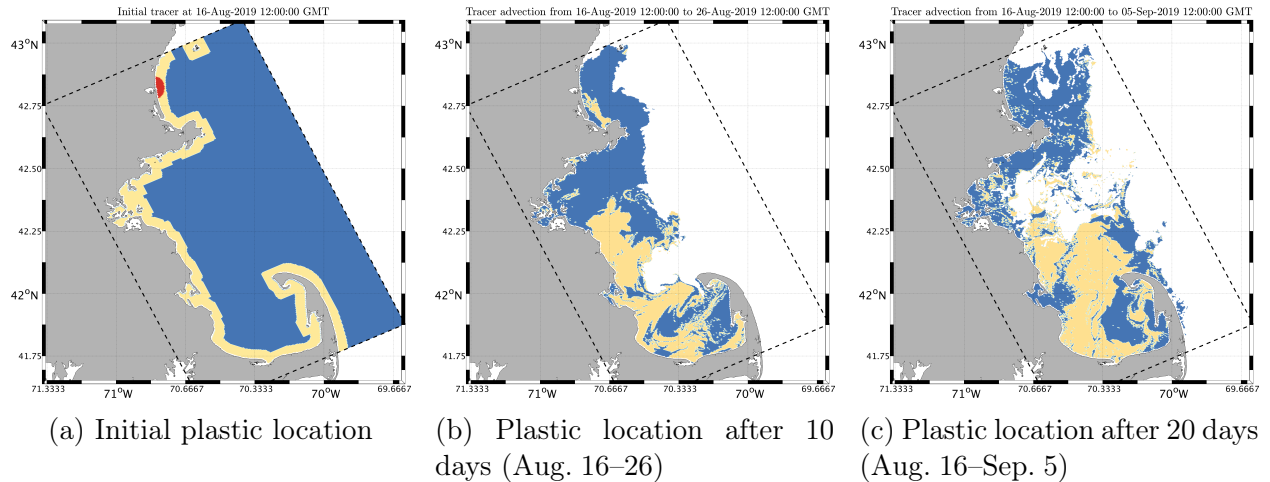 Initial tracer at 16-Aug-2019 12:00:00 GMT
43°N
42.75
42.50
42.25
42°N
41.75
71.3333
71°W
70.6667
70.3333
70°W
69.6667
(a) Initial plastic location
Tracer advection from 16-Aug-2019 12:00:00 to 26-Aug-2019 12:00:00 GMT
43°N
42.75
42.50
42.25
42°N
41.75
71.3333
71°W
70.6667
70.3333
70°W
69.6667
(b) Plastic location after 10
days (Aug. 16–26)
Tracer advection from 16-Aug-2019 12:00:00 to 05-Sep-2019 12:00:00 GMT
43°N
42.75
42.50
42.25
42°N
41.75
71.3333
71°W
70.6667
70.3333
70°W
69.6667
(c) Plastic location after 20 days
(Aug. 16–Sep. 5)